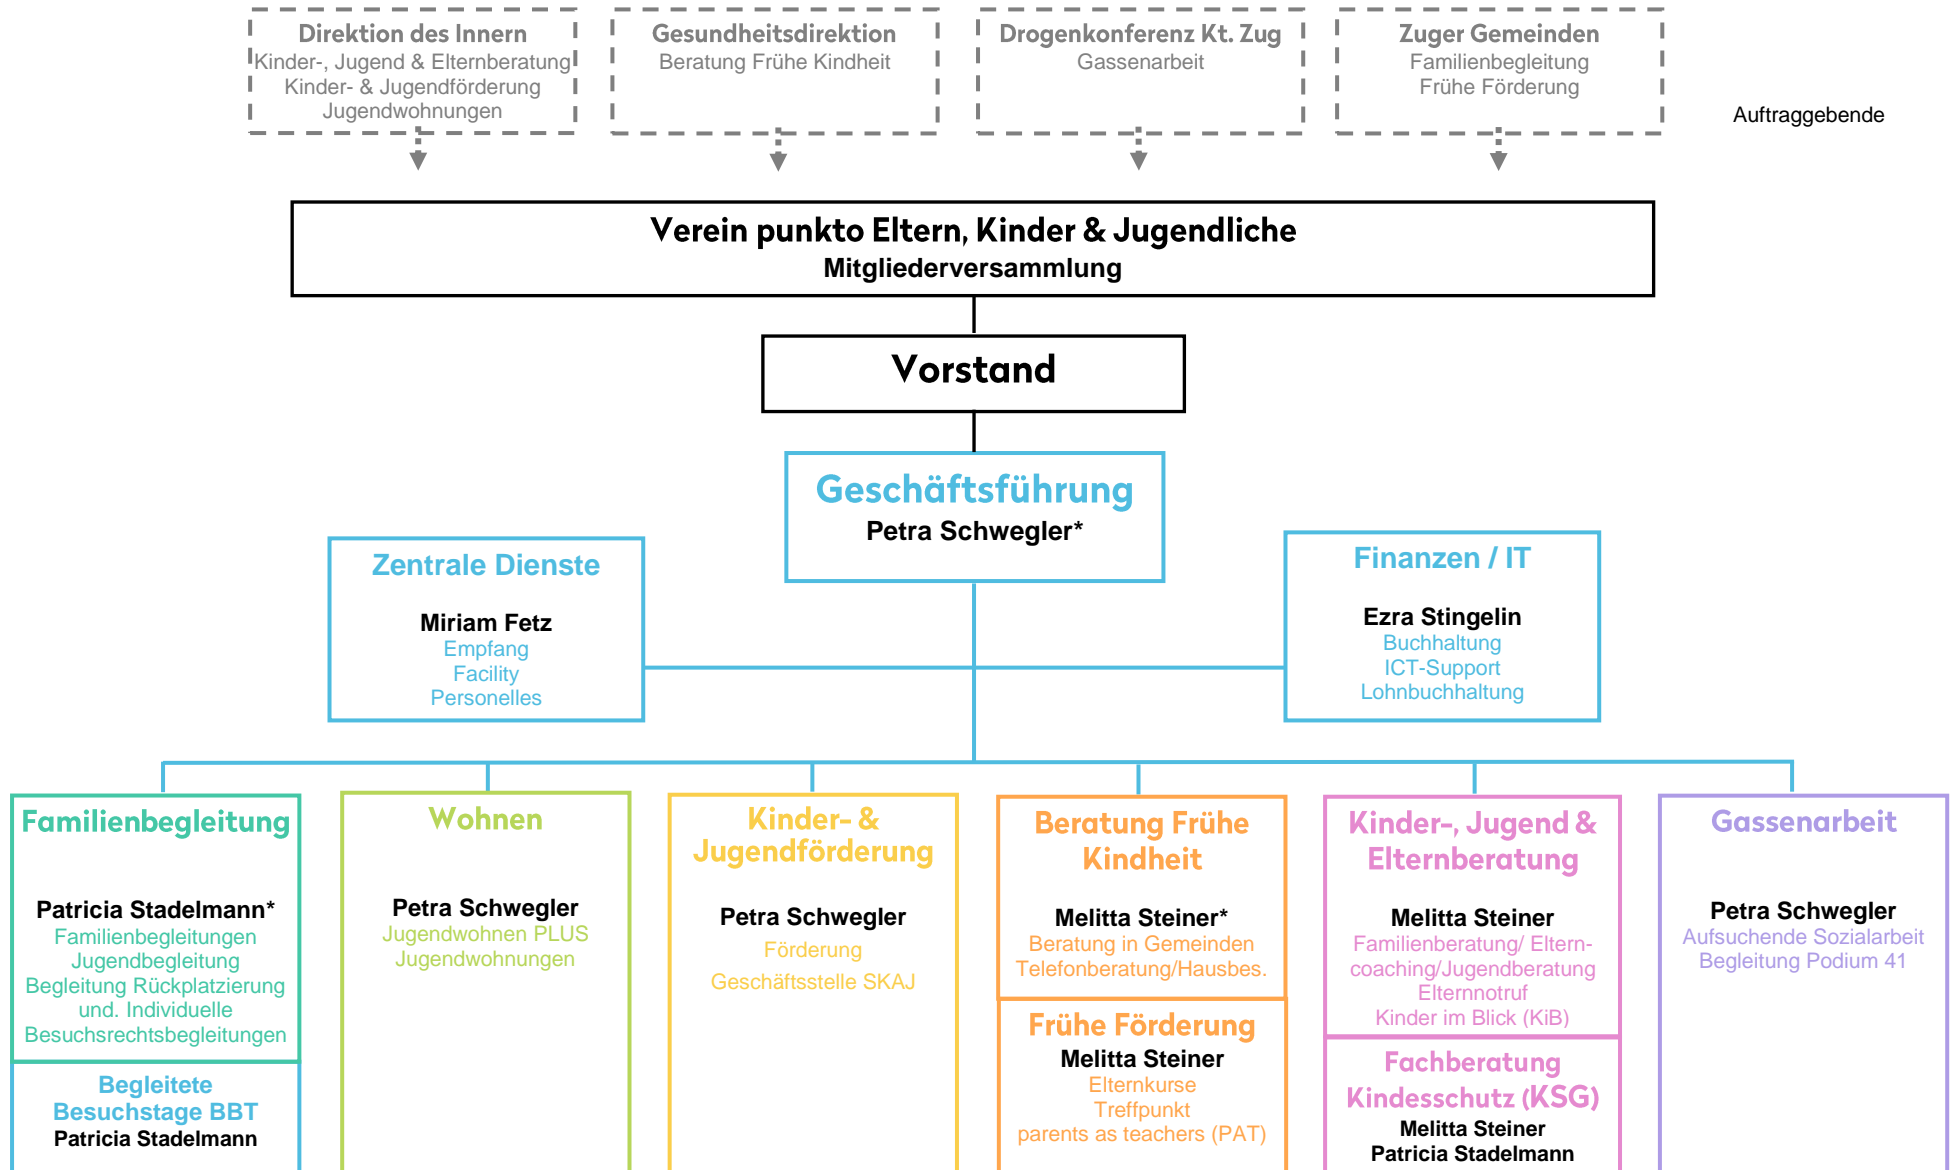 Direktion des Innern
Kinder-, Jugend & Elternberatung
Kinder- & Jugendförderung
Jugendwohnungen
Gesundheitsdirektion
Beratung Frühe Kindheit
Drogenkonferenz Kt. Zug
Gassenarbeit
Zuger Gemeinden
Familienbegleitung
Frühe Förderung
Auftraggebende
Verein punkto Eltern, Kinder & Jugendliche
Mitgliederversammlung
Vorstand
Geschäftsführung
Petra Schwegler*
Zentrale Dienste
Miriam Fetz
Empfang
Facility
Personelles
Finanzen / IT
Ezra Stingelin
Buchhaltung
ICT-Support
Lohnbuchhaltung
Familienbegleitung
Patricia Stadelmann*
Familienbegleitungen
Jugendbegleitung
Begleitung Rückplatzierung
und. Individuelle
Besuchsrechtsbegleitungen
Begleitete
Besuchstage BBT
Patricia Stadelmann
Wohnen
Petra Schwegler
Jugendwohnen PLUS
Jugendwohnungen
Kinder- &
Jugendförderung
Petra Schwegler
Förderung
Geschäftsstelle SKAJ
Beratung Frühe
Kindheit
Melitta Steiner*
Beratung in Gemeinden
Telefonberatung/Hausbes.
Frühe Förderung
Melitta Steiner
Elternkurse
Treffpunkt
parents as teachers (PAT)
Kinder-, Jugend &
Elternberatung
Melitta Steiner
Familienberatung/ Eltern-
coaching/Jugendberatung
Elternnotruf
Kinder im Blick (KiB)
Fachberatung
Kindesschutz (KSG)
Melitta Steiner
Patricia Stadelmann
Gassenarbeit
Petra Schwegler
Aufsuchende Sozialarbeit
Begleitung Podium 41